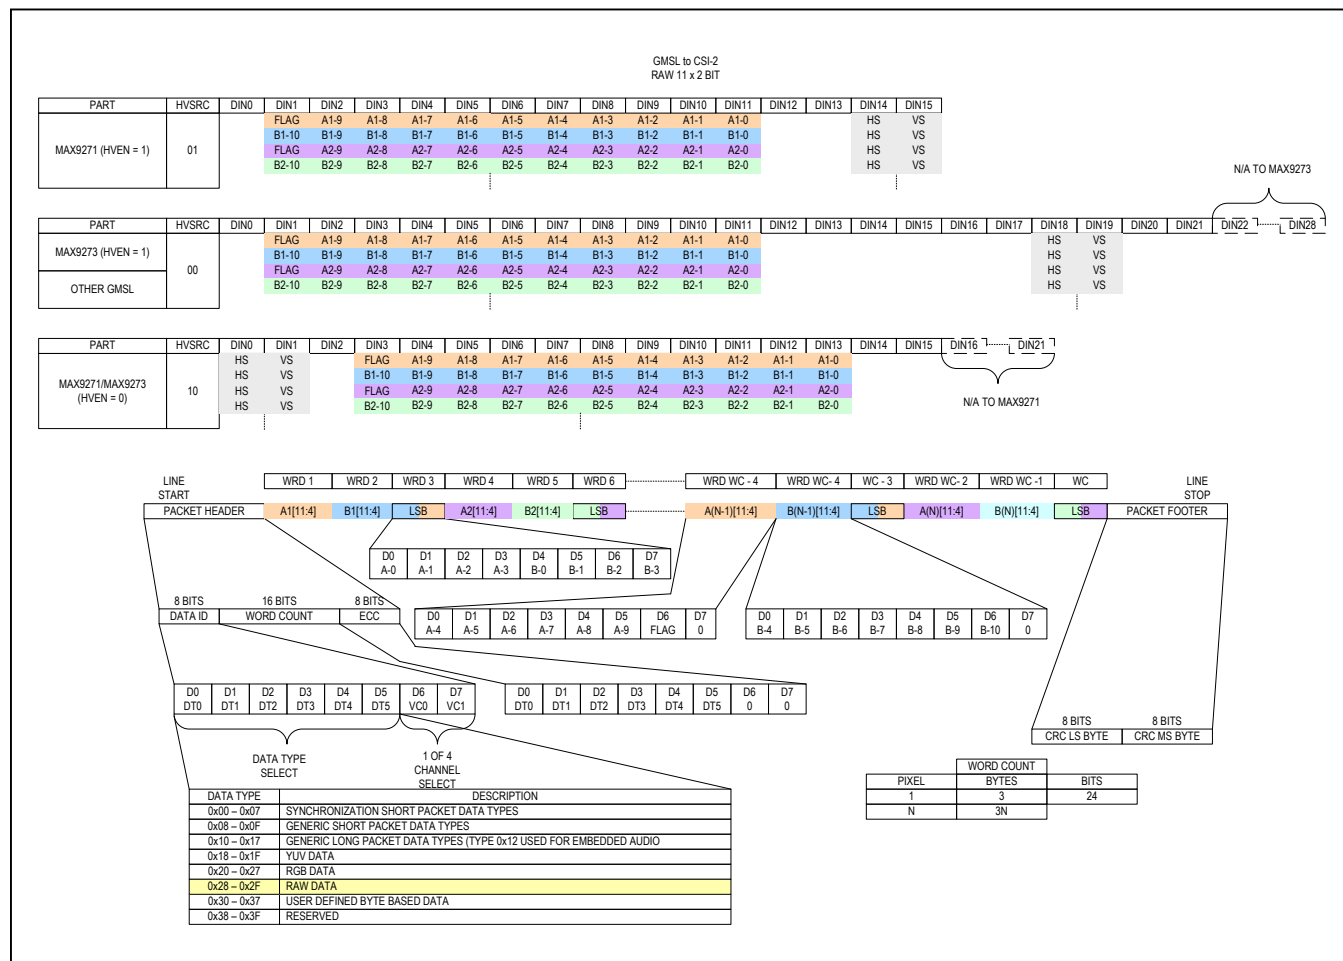 GMSL to CSI-2
RAW 11 x 2 BIT
PART HVSRC DIN0 DIN1 DIN2 DIN3 DIN4 DIN5 DIN6 DIN7 DIN8 DIN9 DIN10 DIN11 DIN12 DIN13 DIN14 DIN15
FLAG A1-9 A1-8 A1-7 A1-6 A1-5 A1-4 A1-3 A1-2 A1-1 A1-0 HS VS
B1-10 B1-9 B1-8 B1-7 B1-6 B1-5 B1-4 B1-3 B1-2 B1-1 B1-0 HS VS
MAX9271 (HVEN = 1) 01
FLAG A2-9 A2-8 A2-7 A2-6 A2-5 A2-4 A2-3 A2-2 A2-1 A2-0 HS VS
B2-10 B2-9 B2-8 B2-7 B2-6 B2-5 B2-4 B2-3 B2-2 B2-1 B2-0 HS VS
N/A TO MAX9273
PART HVSRC DIN0 DIN1 DIN2 DIN3 DIN4 DIN5 DIN6 DIN7 DIN8 DIN9 DIN10 DIN11 DIN12 DIN13 DIN14 DIN15 DIN16 DIN17 DIN18 DIN19 DIN20 DIN21 DIN22 DIN28
FLAG A1-9 A1-8 A1-7 A1-6 A1-5 A1-4 A1-3 A1-2 A1-1 A1-0 HS VS
MAX9273 (HVEN = 1)
B1-10 B1-9 B1-8 B1-7 B1-6 B1-5 B1-4 B1-3 B1-2 B1-1 B1-0 HS VS
00
FLAG A2-9 A2-8 A2-7 A2-6 A2-5 A2-4 A2-3 A2-2 A2-1 A2-0 HS VS
OTHER GMSL
B2-10 B2-9 B2-8 B2-7 B2-6 B2-5 B2-4 B2-3 B2-2 B2-1 B2-0 HS VS
PART HVSRC DIN0 DIN1 DIN2 DIN3 DIN4 DIN5 DIN6 DIN7 DIN8 DIN9 DIN10 DIN11 DIN12 DIN13 DIN14 DIN15 DIN16 DIN21
HS VS FLAG A1-9 A1-8 A1-7 A1-6 A1-5 A1-4 A1-3 A1-2 A1-1 A1-0
HS VS B1-10 B1-9 B1-8 B1-7 B1-6 B1-5 B1-4 B1-3 B1-2 B1-1 B1-0
MAX9271/MAX9273
(HVEN = 0)
10
HS VS FLAG A2-9 A2-8 A2-7 A2-6 A2-5 A2-4 A2-3 A2-2 A2-1 A2-0
HS VS B2-10 B2-9 B2-8 B2-7 B2-6 B2-5 B2-4 B2-3 B2-2 B2-1 B2-0
N/A TO MAX9271
LINE
START
WRD 1 WRD 2 WRD 3 WRD 4 WRD 5 WRD 6 WRD WC - 4 WRD WC- 4 WC - 3 WRD WC- 2 WRD WC -1 WC
LINE
STOP
PACKET HEADER A1[11:4] B1[11:4] LSB A2[11:4] B2[11:4] LSB A(N-1)[11:4] B(N-1)[11:4] LSB A(N)[11:4] B(N)[11:4] LSB PACKET FOOTER
D0 D1 D2 D3 D4 D5 D6 D7
A-0 A-1 A-2 A-3 B-0 B-1 B-2 B-3
8 BITS 16 BITS 8 BITS
DATA ID WORD COUNT ECC
D0 D1 D2 D3 D4 D5 D6 D7
A-4 A-5 A-6 A-7 A-8 A-9 FLAG 0
D0 D1 D2 D3 D4 D5 D6 D7
B-4 B-5 B-6 B-7 B-8 B-9 B-10 0
D0 D1 D2 D3 D4 D5 D6 D7
DT0 DT1 DT2 DT3 DT4 DT5 VC0 VC1
D0 D1 D2 D3 D4 D5 D6 D7
DT0 DT1 DT2 DT3 DT4 DT5 0 0
8 BITS 8 BITS
CRC LS BYTE CRC MS BYTE
DATA TYPE
SELECT
1 OF 4
CHANNEL
SELECT
WORD COUNT
PIXEL BYTES BITS
1 3 24
N 3N
DATA TYPE DESCRIPTION
0x00 – 0x07 SYNCHRONIZATION SHORT PACKET DATA TYPES
0x08 – 0x0F GENERIC SHORT PACKET DATA TYPES
0x10 – 0x17 GENERIC LONG PACKET DATA TYPES (TYPE 0x12 USED FOR EMBEDDED AUDIO
0x18 – 0x1F YUV DATA
0x20 – 0x27 RGB DATA
0x28 – 0x2F RAW DATA
0x30 – 0x37 USER DEFINED BYTE BASED DATA
0x38 – 0x3F RESERVED